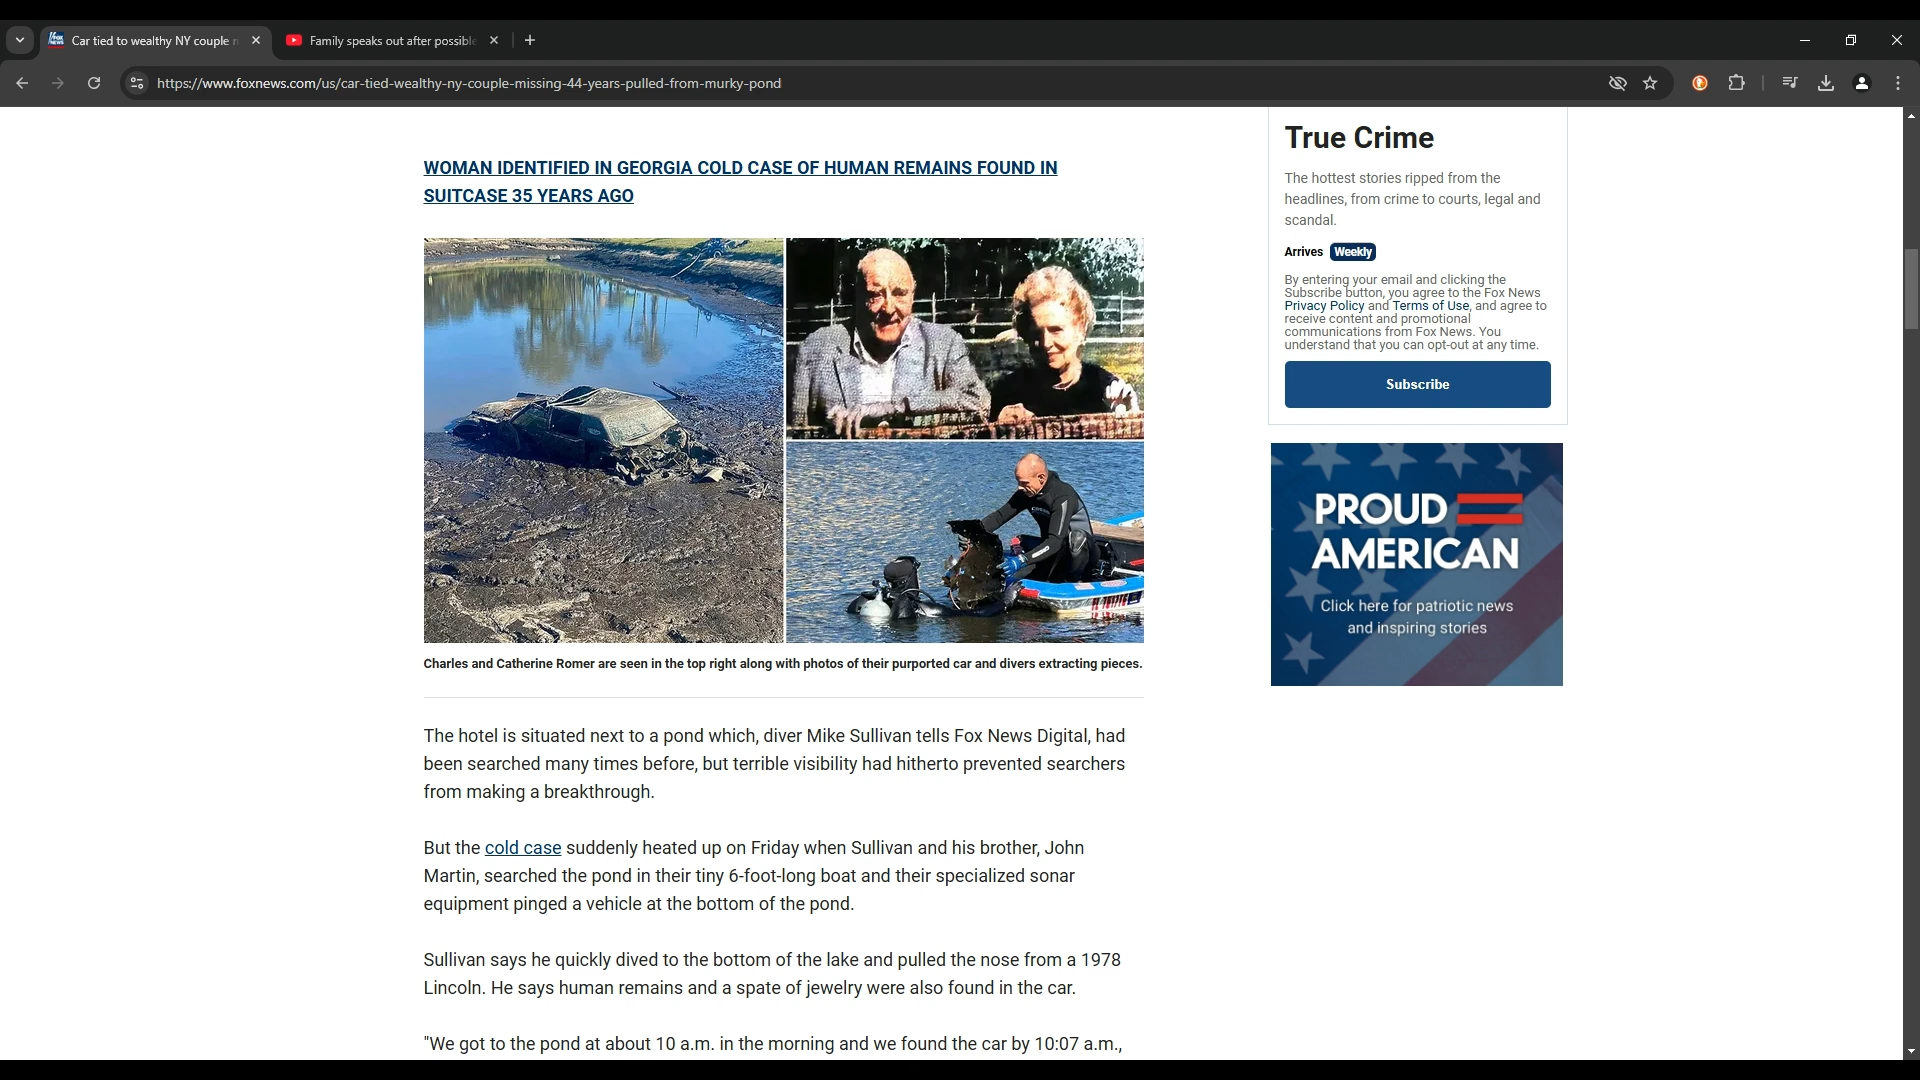 Car tied to wealthy NY couple
Family speaks out after possible
https://www.foxnews.com/us/car-tied-wealthy-ny-couple-missing-44-years-pulled-from-murky-pond
WOMAN IDENTIFIED IN GEORGIA COLD CASE OF HUMAN REMAINS FOUND IN
SUITCASE 35 YEARS AGO
Charles and Catherine Romer are seen in the top right along with photos of their purported car and divers extracting pieces.
The hotel is situated next to a pond which, diver Mike Sullivan tells Fox News Digital, had
been searched many times before, but terrible visibility had hitherto prevented searchers
from making a breakthrough.
But the cold case suddenly heated up on Friday when Sullivan and his brother, John
Martin, searched the pond in their tiny 6-foot-long boat and their specialized sonar
equipment pinged a vehicle at the bottom of the pond.
Sullivan says he quickly dived to the bottom of the lake and pulled the nose from a 1978
Lincoln. He says human remains and a spate of jewelry were also found in the car.
"We got to the pond at about 10 a.m. in the morning and we found the car by 10:07 a.m.,
True Crime
The hottest stories ripped from the
headlines, from crime to courts, legal and
scandal.
Arrives Weekly
By entering your email and clicking the
Subscribe button, you agree to the Fox News
Privacy Policy and Terms of Use, and agree to
receive content and promotional
communications from Fox News. You
understand that you can opt-out at any time.
Subscribe
PROUD
AMERICAN
Click here for patriotic news
and inspiring stories